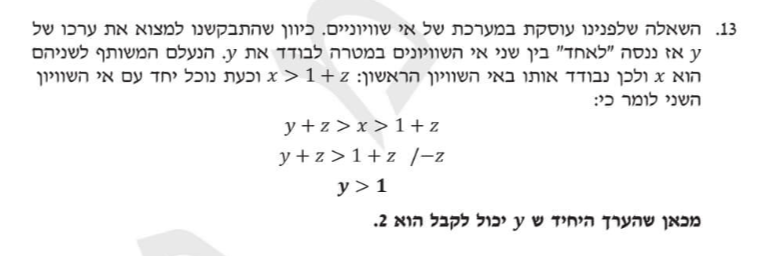 13. השאלה שלפנינו עוסקת במערכת של אי שוויוניים. כיוון שהתבקשנו למצוא את ערכו של
y אז ננסה "לאחד" בין שני אי השוויונים במטרה לבודד את y. הנעלם המשותף לשניהם
הוא x ולכן נבודד אותו באי השוויון הראשון: x > 1 + z וכעת נוכל יחד עם אי השוויון
השני לומר כי:
y + z > x > 1 + z
y + z > 1 + z /−z
y > 1
מכאן שהערך היחיד ש y יכול לקבל הוא 2.